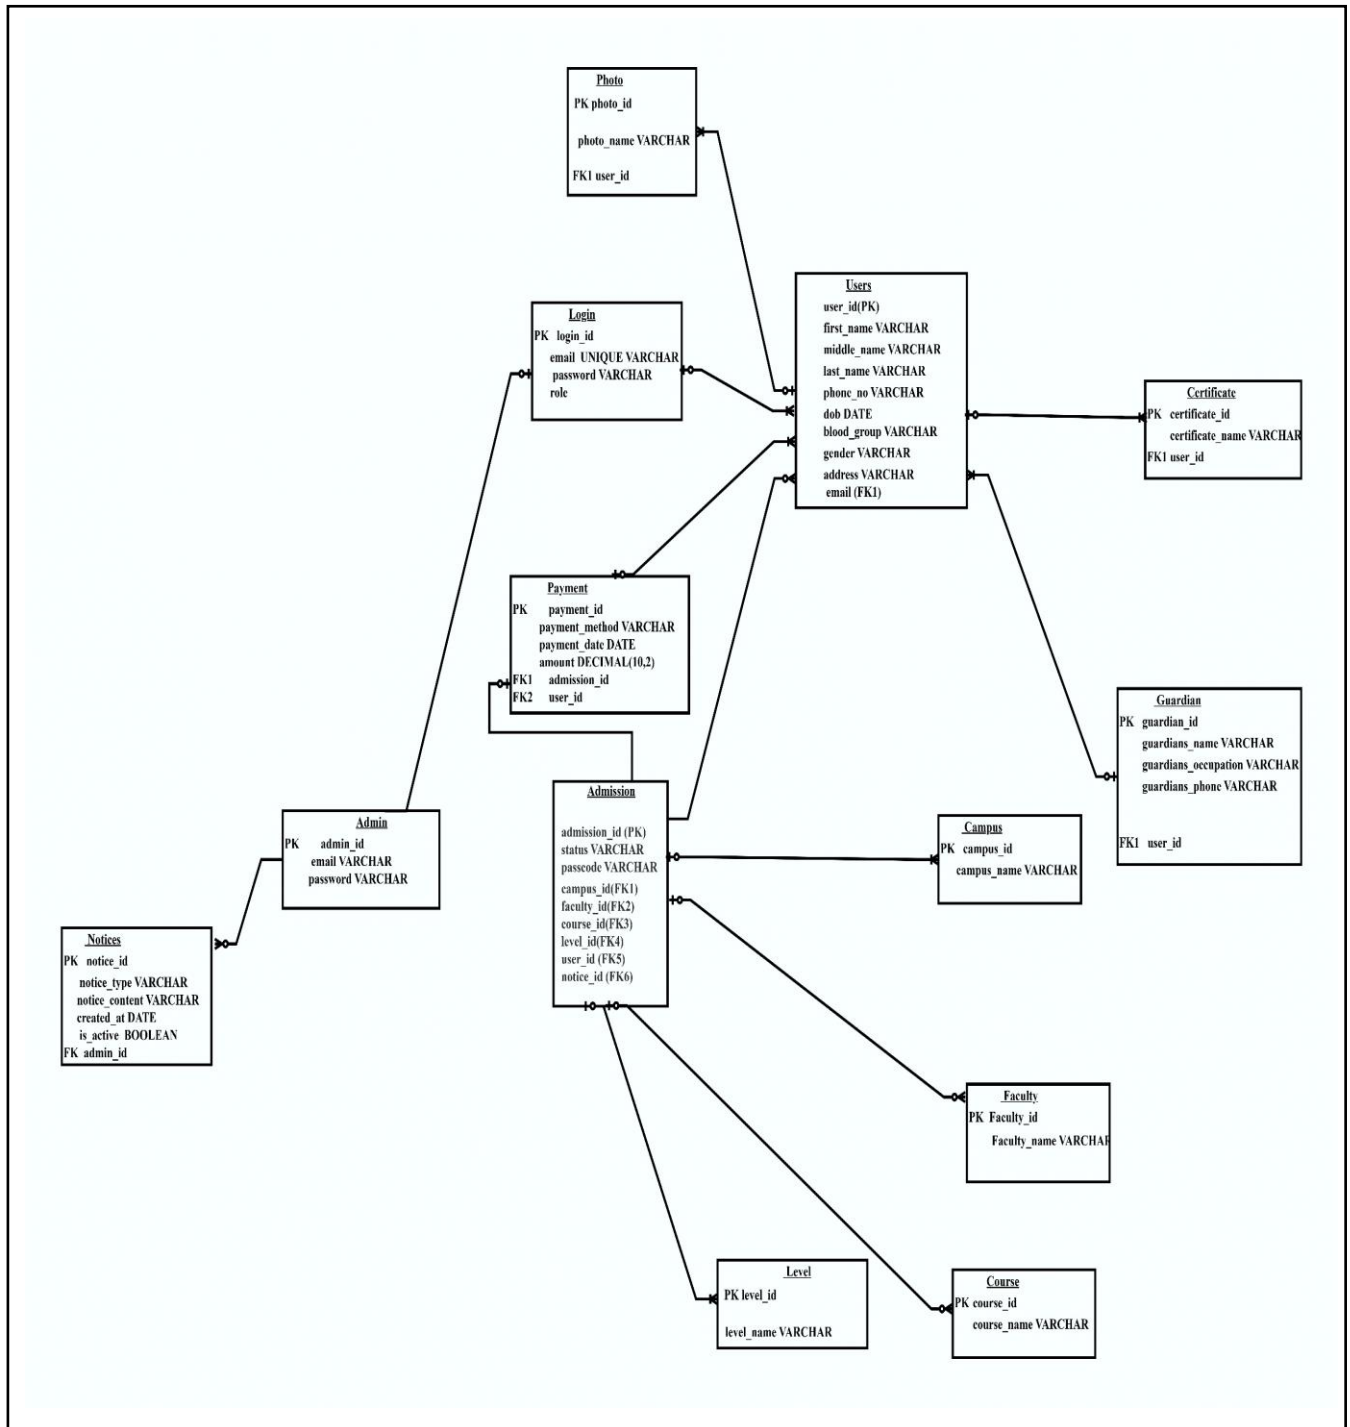 Photo
PK photo_id
photo_name VARCHAR
FK1 user_id
Users
user_id(PK)
first_name VARCHAR
middle_name VARCHAR
last_name VARCHAR
phone_no VARCHAR
dob DATE
blood_group VARCHAR
gender VARCHAR
address VARCHAR
email (FK1)
Login
PK login_id
email UNIQUE VARCHAR
password VARCHAR
role
Certificate
PK certificate_id
certificate_name VARCHAR
FK1 user_id
Payment
PK payment_id
payment_method VARCHAR
payment_date DATE
amount DECIMAL(10,2)
FK1 admission_id
FK2 user_id
Guardian
PK guardian_id
guardians_name VARCHAR
guardians_occupation VARCHAR
guardians_phone VARCHAR
FK1 user_id
Admission
admission_id (PK)
status VARCHAR
passcode VARCHAR
campus_id(FK1)
faculty_id(FK2)
course_id(FK3)
level_id(FK4)
user_id (FK5)
notice_id (FK6)
Campus
PK campus_id
campus_name VARCHAR
Admin
PK admin_id
email VARCHAR
password VARCHAR
Notices
PK notice_id
notice_type VARCHAR
notice_content VARCHAR
created_at DATE
is_active BOOLEAN
FK admin_id
Faculty
PK Faculty_id
Faculty_name VARCHAR
Level
PK level_id
level_name VARCHAR
Course
PK course_id
course_name VARCHAR